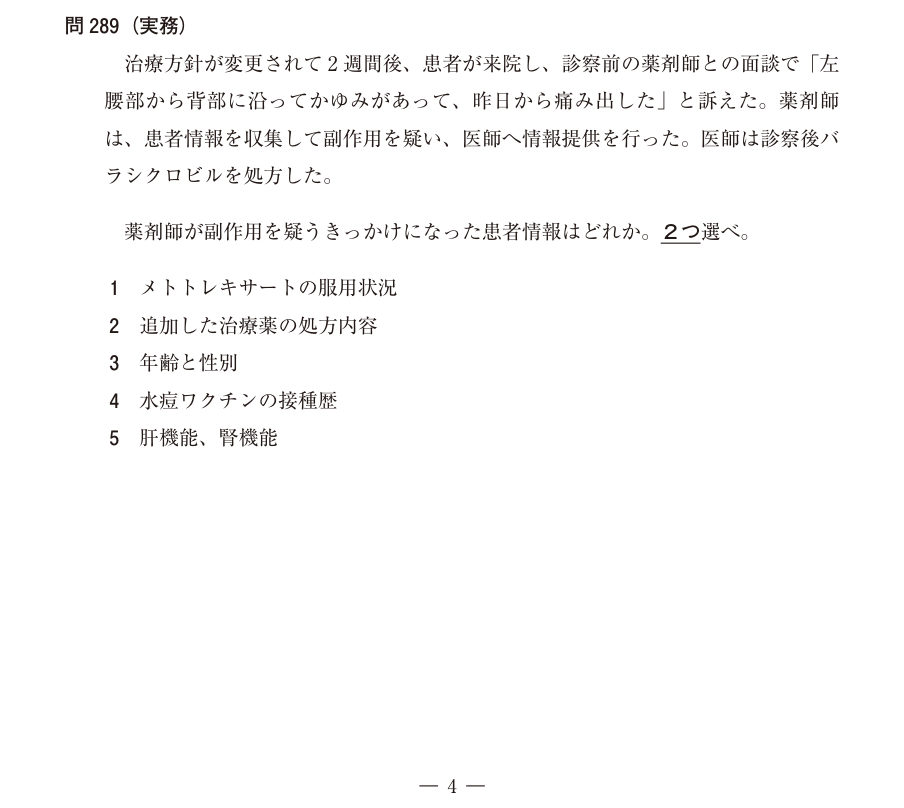 問 289（実務）
治療方針が変更されて２週間後、患者が来院し、診察前の薬剤師との面談で「左
腰部から背部に沿ってかゆみがあって、昨日から痛み出した」と訴えた。薬剤師
は、患者情報を収集して副作用を疑い、医師へ情報提供を行った。医師は診察後バ
ラシクロビルを処方した。
薬剤師が副作用を疑うきっかけになった患者情報はどれか。２つ選べ。
1 メトトレキサートの服用状況
2 追加した治療薬の処方内容
3 年齢と性別
4 水痘ワクチンの接種歴
5 肝機能、腎機能
— 4 —